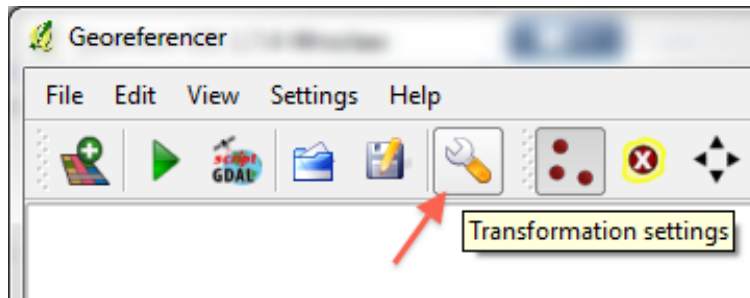 Georeferencer
File Edit View Settings Help
script
GDAL
Transformation settings